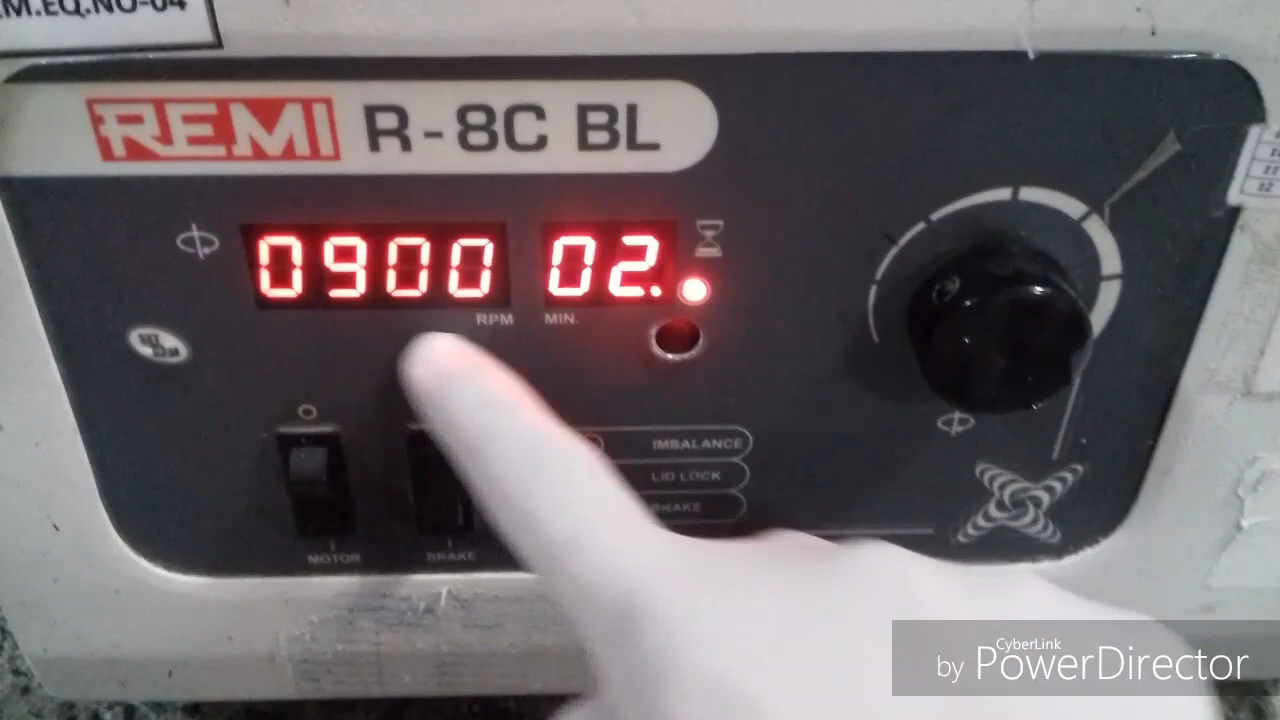 M.EQ.NO-04
REMI R-8C BL
0900 02.
RPM MIN.
SET RPM
IMBALANCE
LID LOCK
BRAKE
MOTOR
BRAKE
CyberLink
by PowerDirector